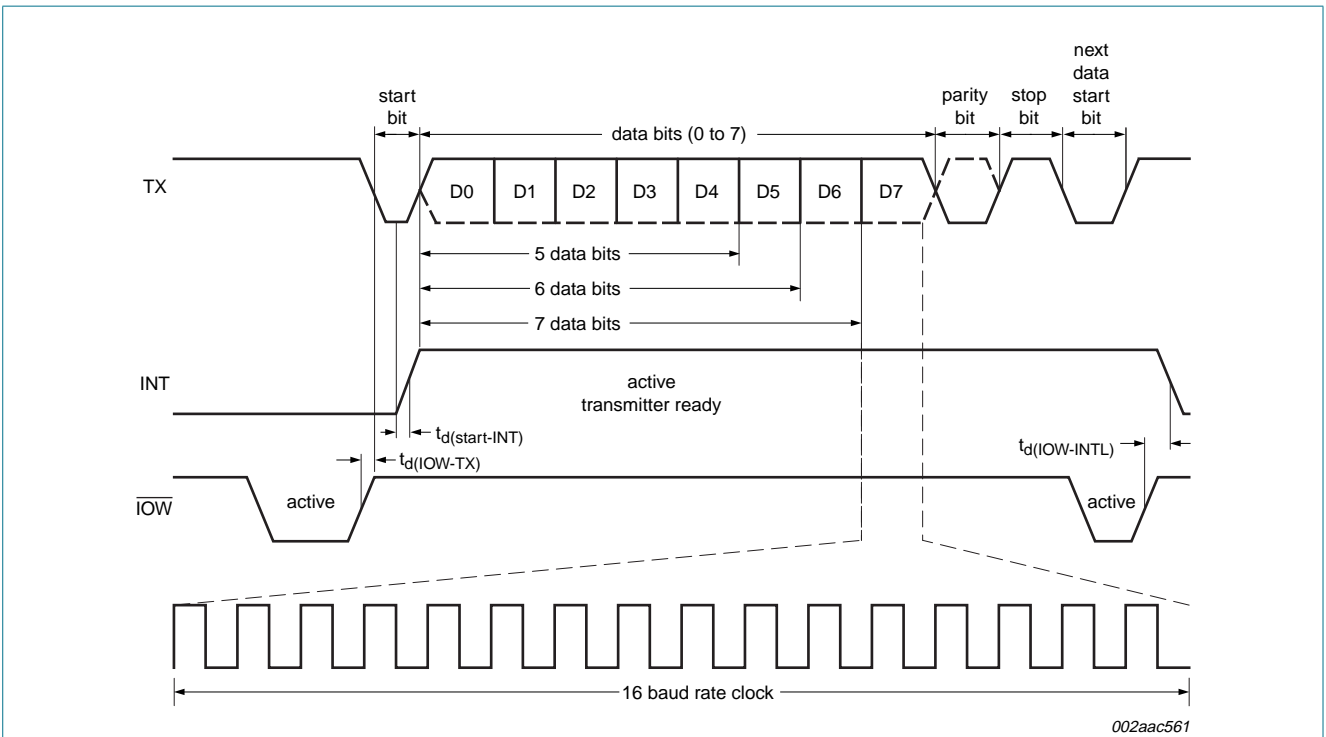 next
data
start
bit
start
bit
parity
bit
stop
bit
data bits (0 to 7)
TX
D0 D1 D2 D3 D4 D5 D6 D7
5 data bits
6 data bits
7 data bits
INT
active
transmitter ready
td(start-INT)
td(IOW-TX)
td(IOW-INTL)
IOW
active
active
16 baud rate clock
002aac561